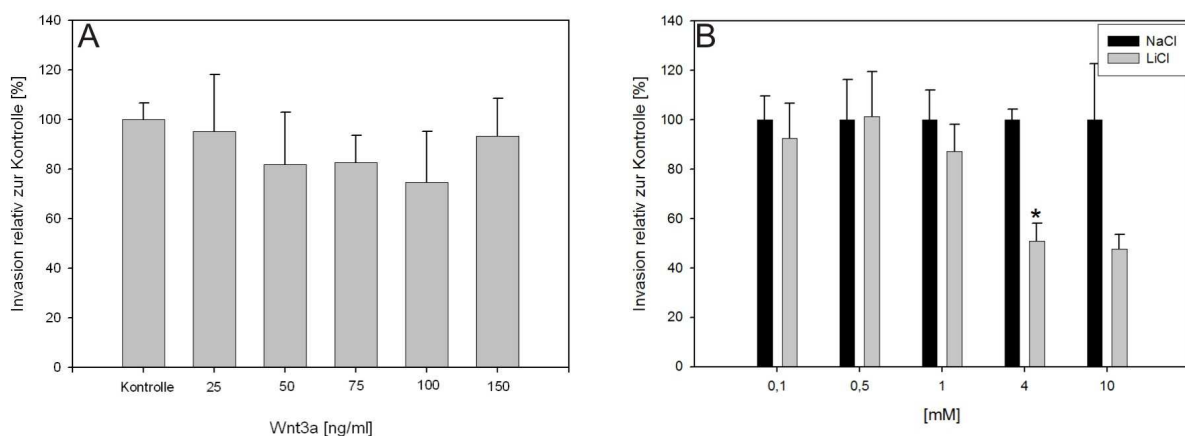 A
Invasion relativ zur Kontrolle [%]
140
120
100
80
60
40
20
0
Kontrolle 25 50 75 100 150
Wnt3a [ng/ml]
B
NaCl
LiCl
Invasion relativ zur Kontrolle [%]
140
120
100
80
60
40
20
0
*
0,1 0,5 1 4 10
[mM]